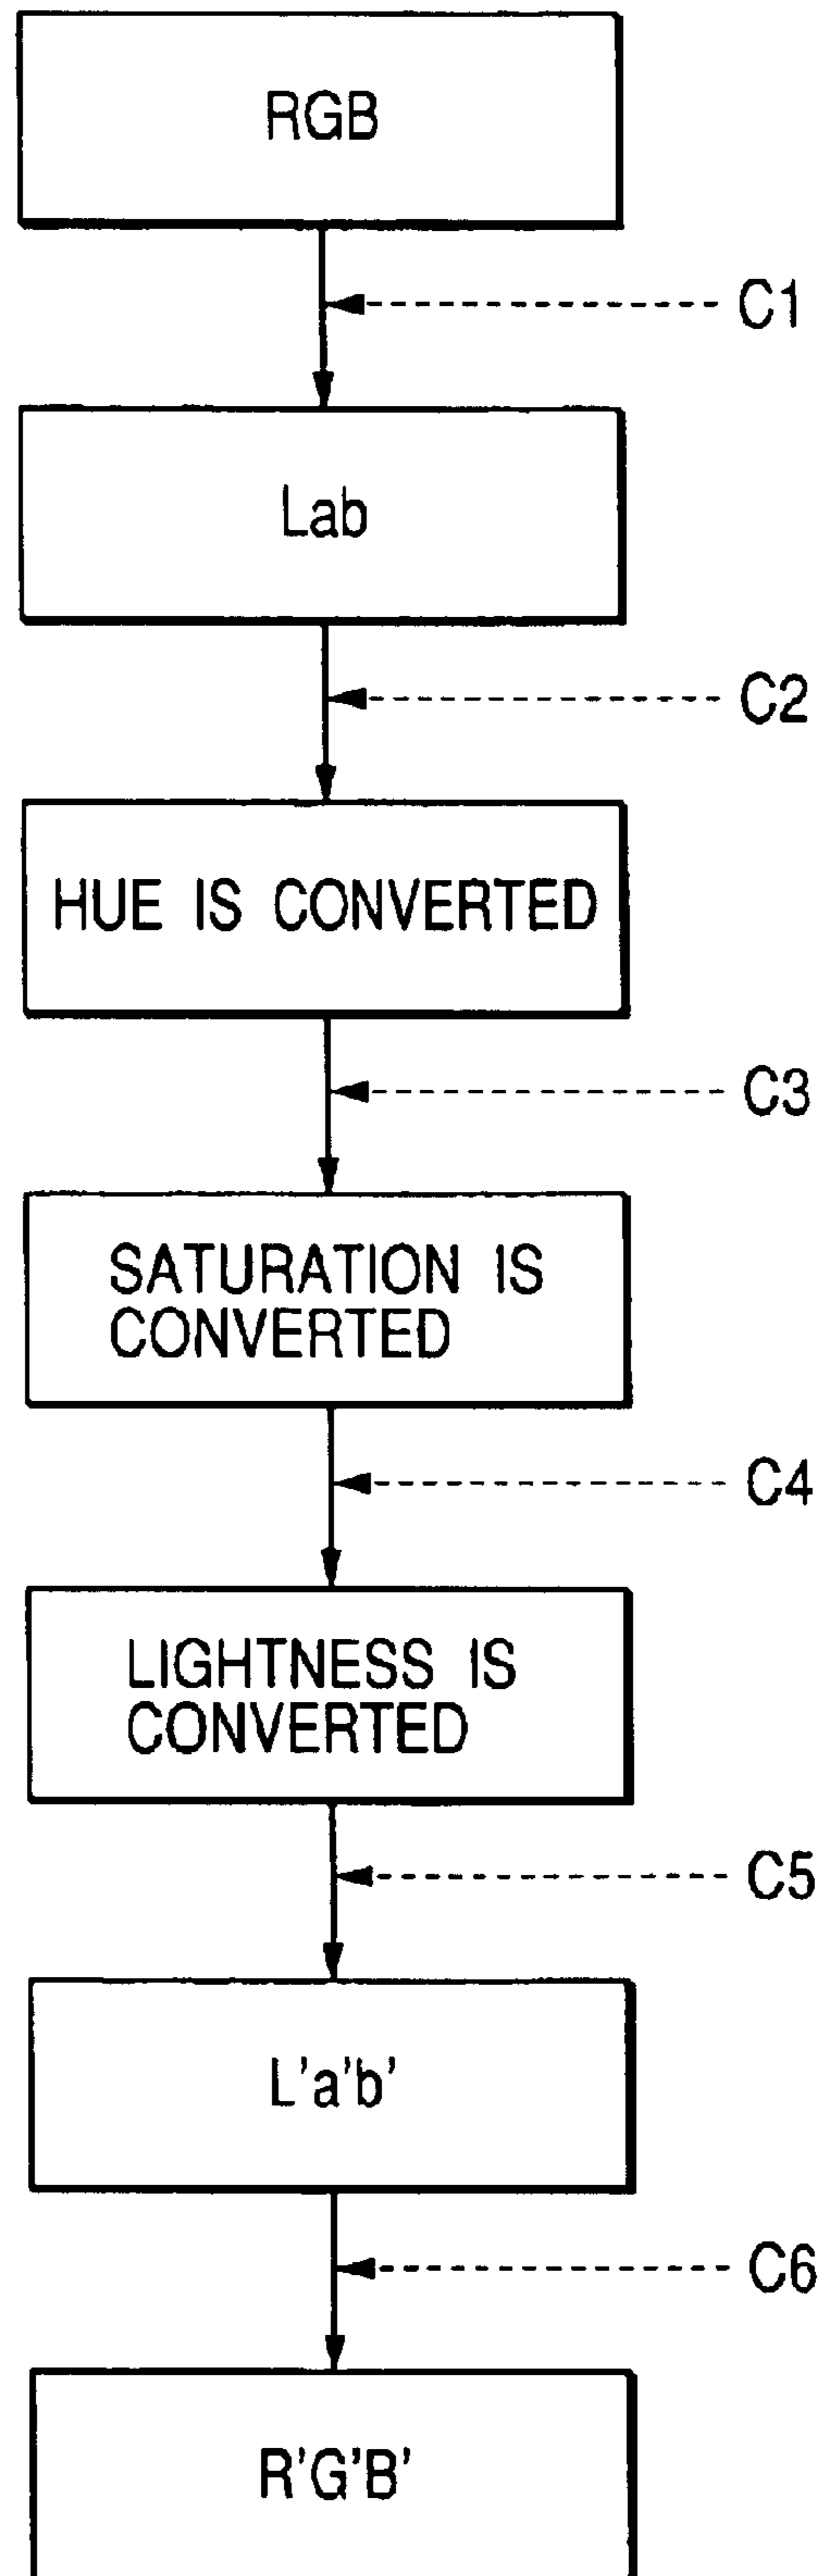 RGB
C1
Lab
C2
HUE IS CONVERTED
C3
SATURATION IS
CONVERTED
C4
LIGHTNESS IS
CONVERTED
C5
L'a'b'
C6
R'G'B'